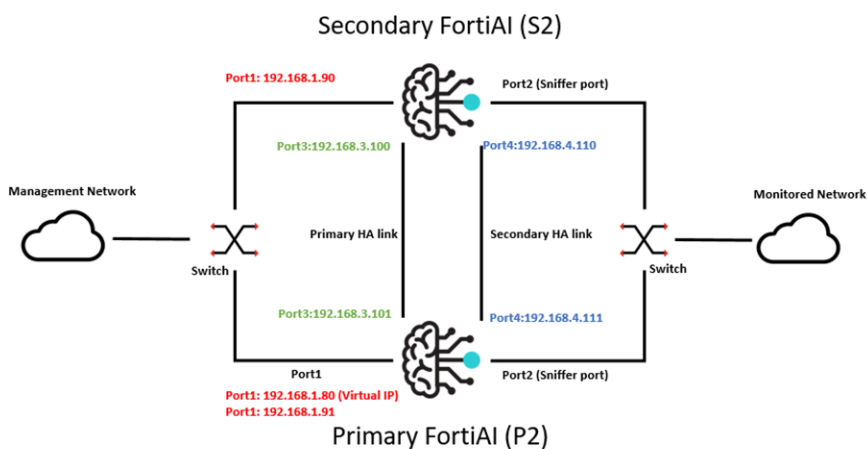 Secondary FortiAI (S2)
Port1: 192.168.1.90
Port2 (Sniffer port)
Port3:192.168.3.100
Port4:192.168.4.110
Management Network
Monitored Network
Primary HA link
Secondary HA link
Switch
Switch
Port3:192.168.3.101
Port4:192.168.4.111
Port1
Port2 (Sniffer port)
Port1: 192.168.1.80 (Virtual IP)
Port1: 192.168.1.91
Primary FortiAI (P2)